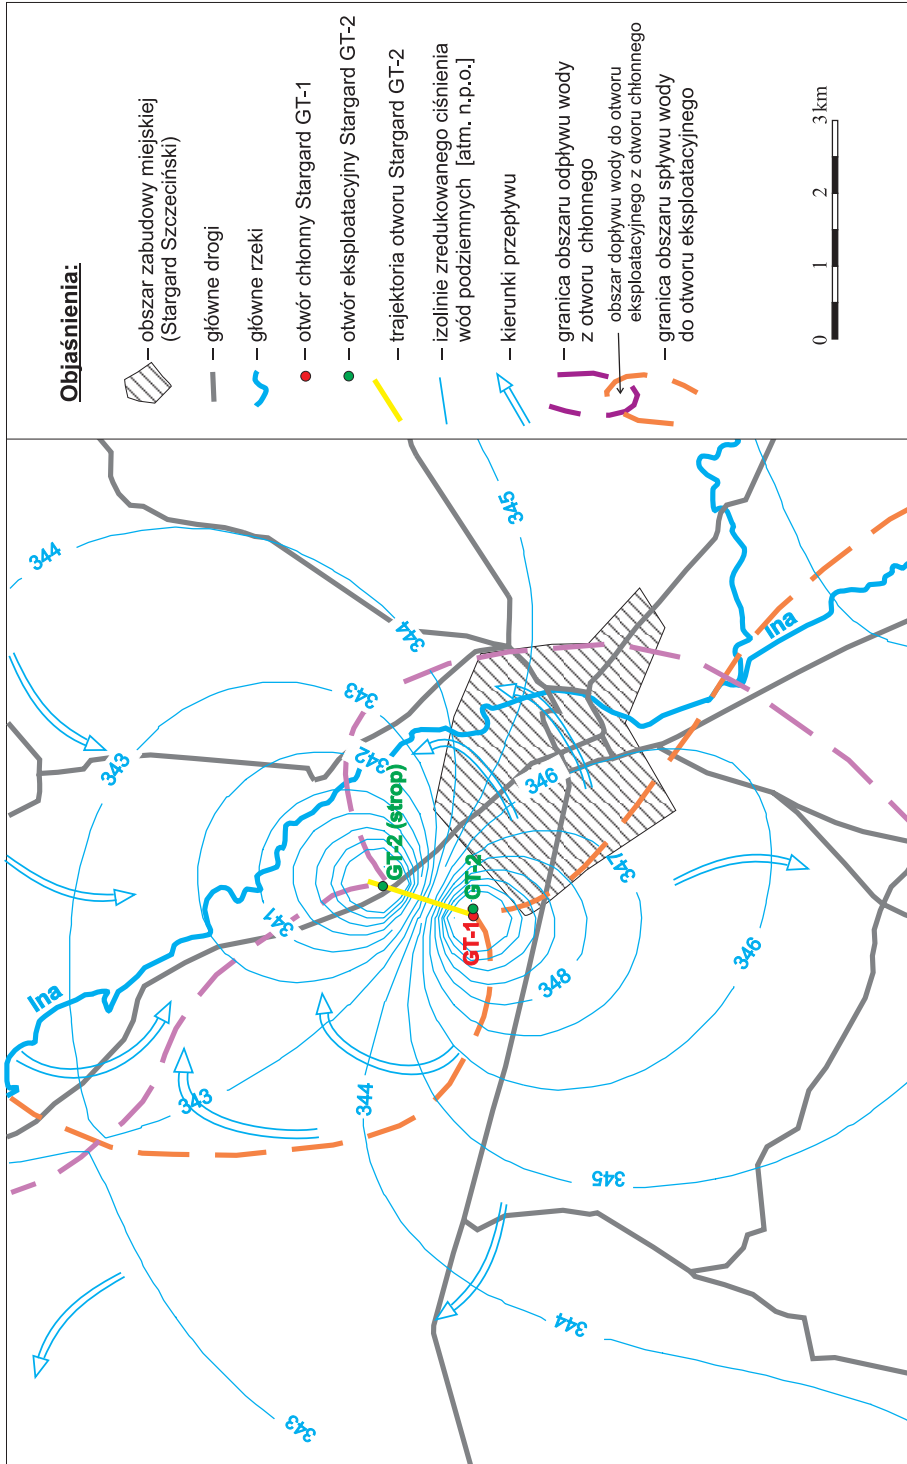 Objaśnienia:
– obszar zabudowy miejskiej
(Stargard Szczeciński)
– główne drogi
– główne rzeki
– otwór chłonny Stargard GT-1
– otwór eksploatacyjny Stargard GT-2
– trajektoria otworu Stargard GT-2
– izolinie zredukowanego ciśnienia
wód podziemnych [atm. n.p.o.]
– kierunki przepływu
– granica obszaru odpływu wody
z otworu chłonnego
obszar dopływu wody do otworu
eksploatacyjnego z otworu chłonnego
– granica obszaru spływu wody
do otworu eksploatacyjnego
0 1 2 3 km
344
345
344
343
342
343
341
346
347
348
346
345
344
343
344
343
Ina
Ina
GT-2 (strop)
GT-2
GT-1